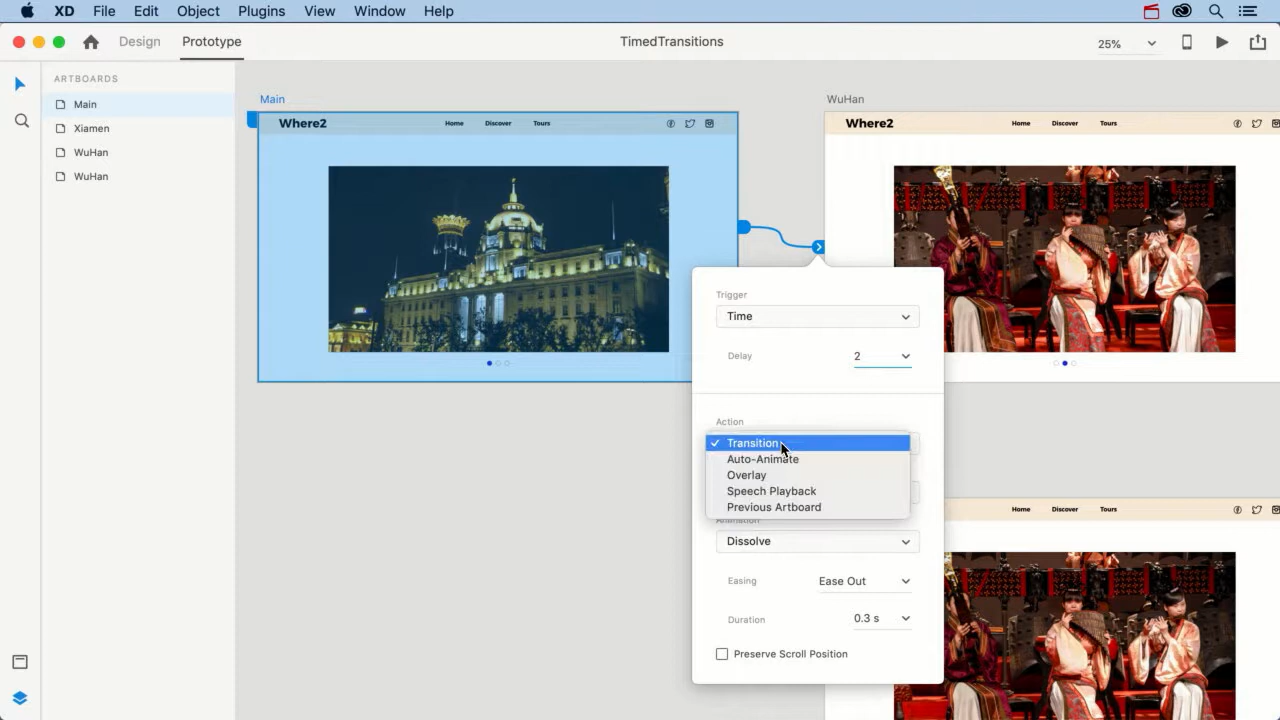 XD File Edit Object Plugins View Window Help
Design Prototype TimedTransitions 25%
ARTBOARDS
Main
Xiamen
WuHan
WuHan
Main
Where2 Home Discover Tours
WuHan
Where2 Home Discover Tours
Trigger
Time
Delay 2
Action
Transition
Auto-Animate
Overlay
Speech Playback
Previous Artboard
Animation
Dissolve
Easing Ease Out
Duration 0.3 s
Preserve Scroll Position
Home Discover Tours